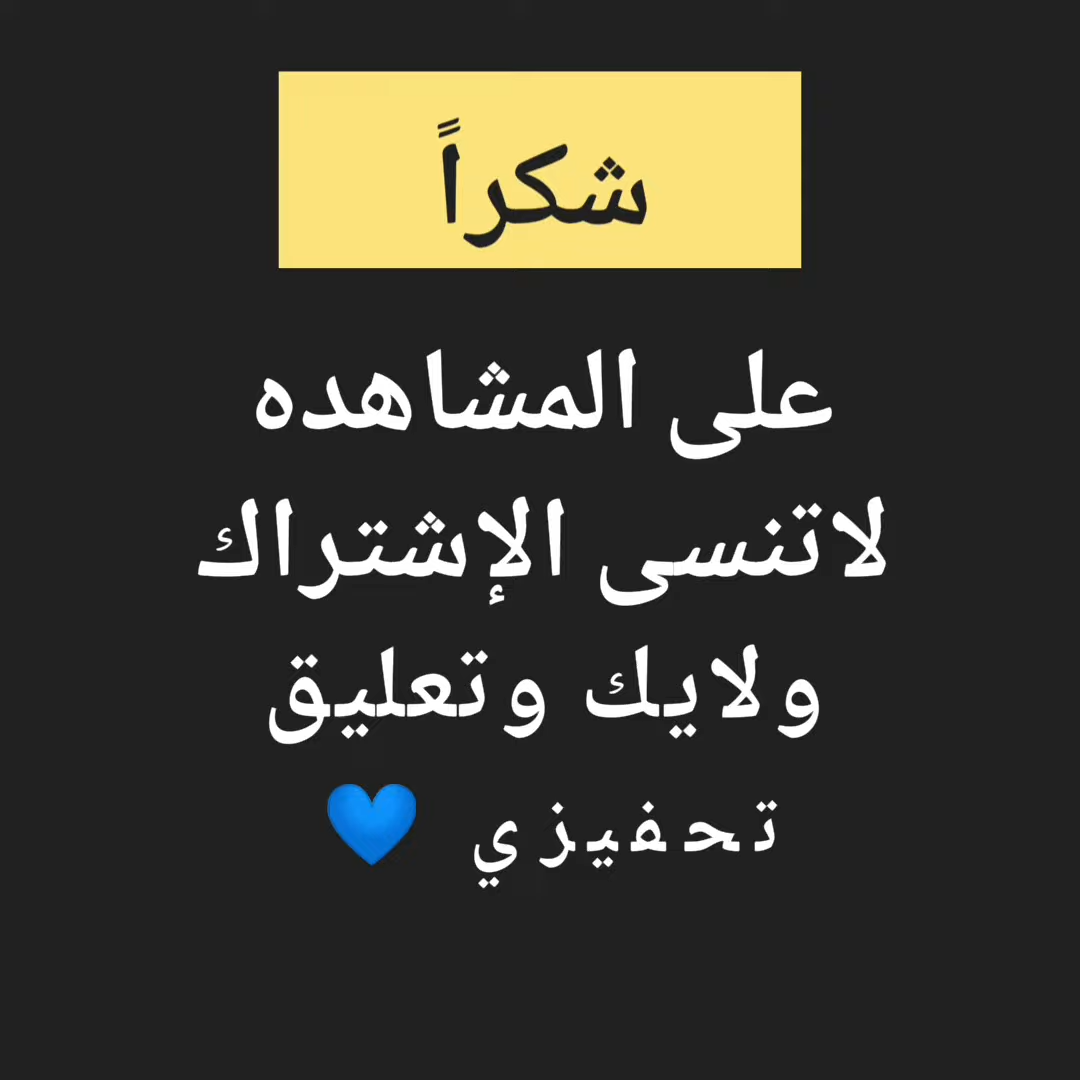 شكراً
على المشاهده
لاتنسى الإشتراك
ولايك وتعليق
تحفيزي 💙